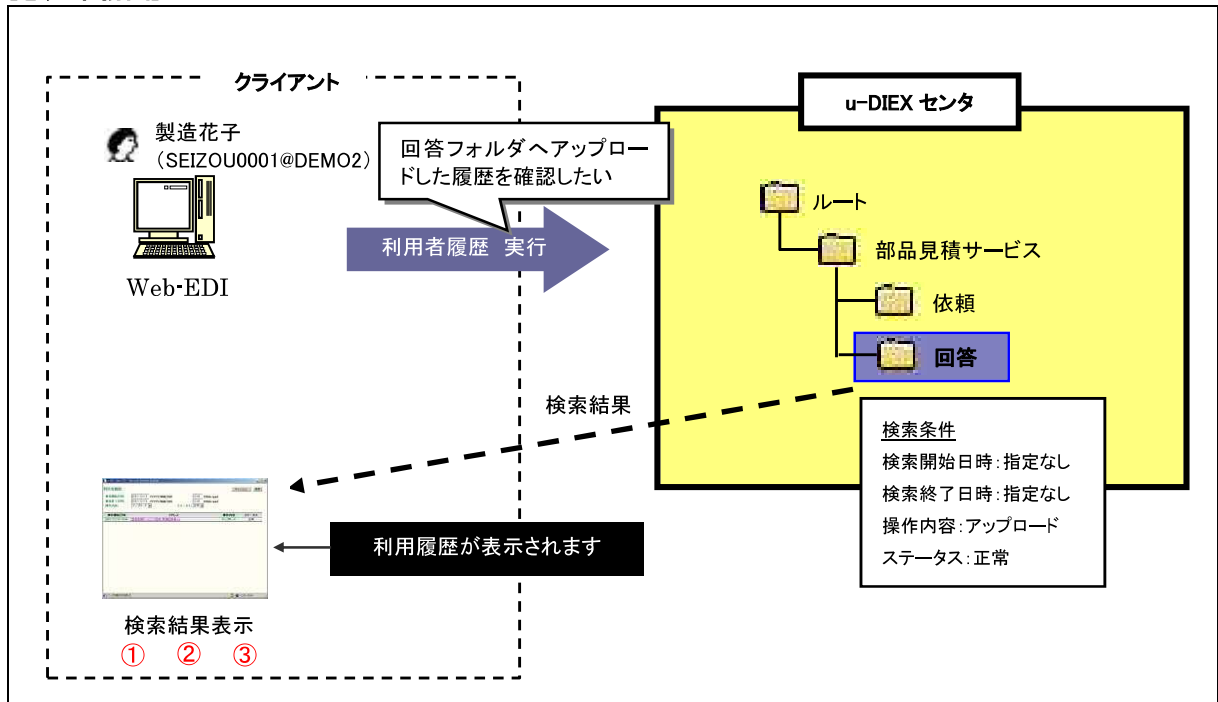 クライアント
製造花子
（SEIZOU0001@DEMO2）
Web-EDI
回答フォルダへアップロー
ドした履歴を確認したい
利用者履歴 実行
u-DIEX センタ
ルート
部品見積サービス
依頼
回答
検索結果
検索条件
検索開始日時：指定なし
検索終了日時：指定なし
操作内容：アップロード
ステータス：正常
利用履歴が表示されます
検索結果表示
① ② ③